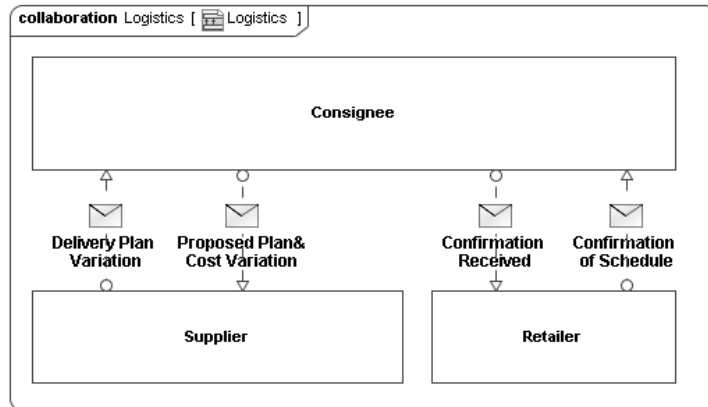 collaboration Logistics [ Logistics ]
Consignee
Delivery Plan
Variation
Proposed Plan&
Cost Variation
Confirmation
Received
Confirmation
of Schedule
Supplier
Retailer